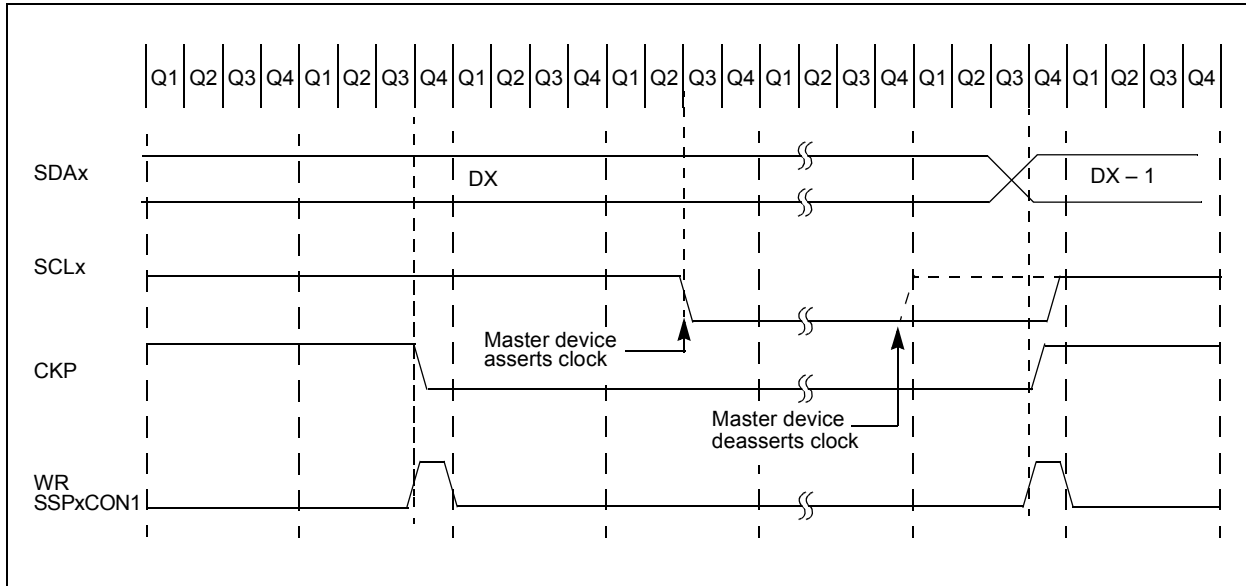 Q1 Q2 Q3 Q4 Q1 Q2 Q3 Q4 Q1 Q2 Q3 Q4 Q1 Q2 Q3 Q4 Q1 Q2 Q3 Q4 Q1 Q2 Q3 Q4 Q1 Q2 Q3 Q4
SDAx
DX
DX – 1
SCLx
Master device
asserts clock
CKP
Master device
deasserts clock
WR
SSPxCON1